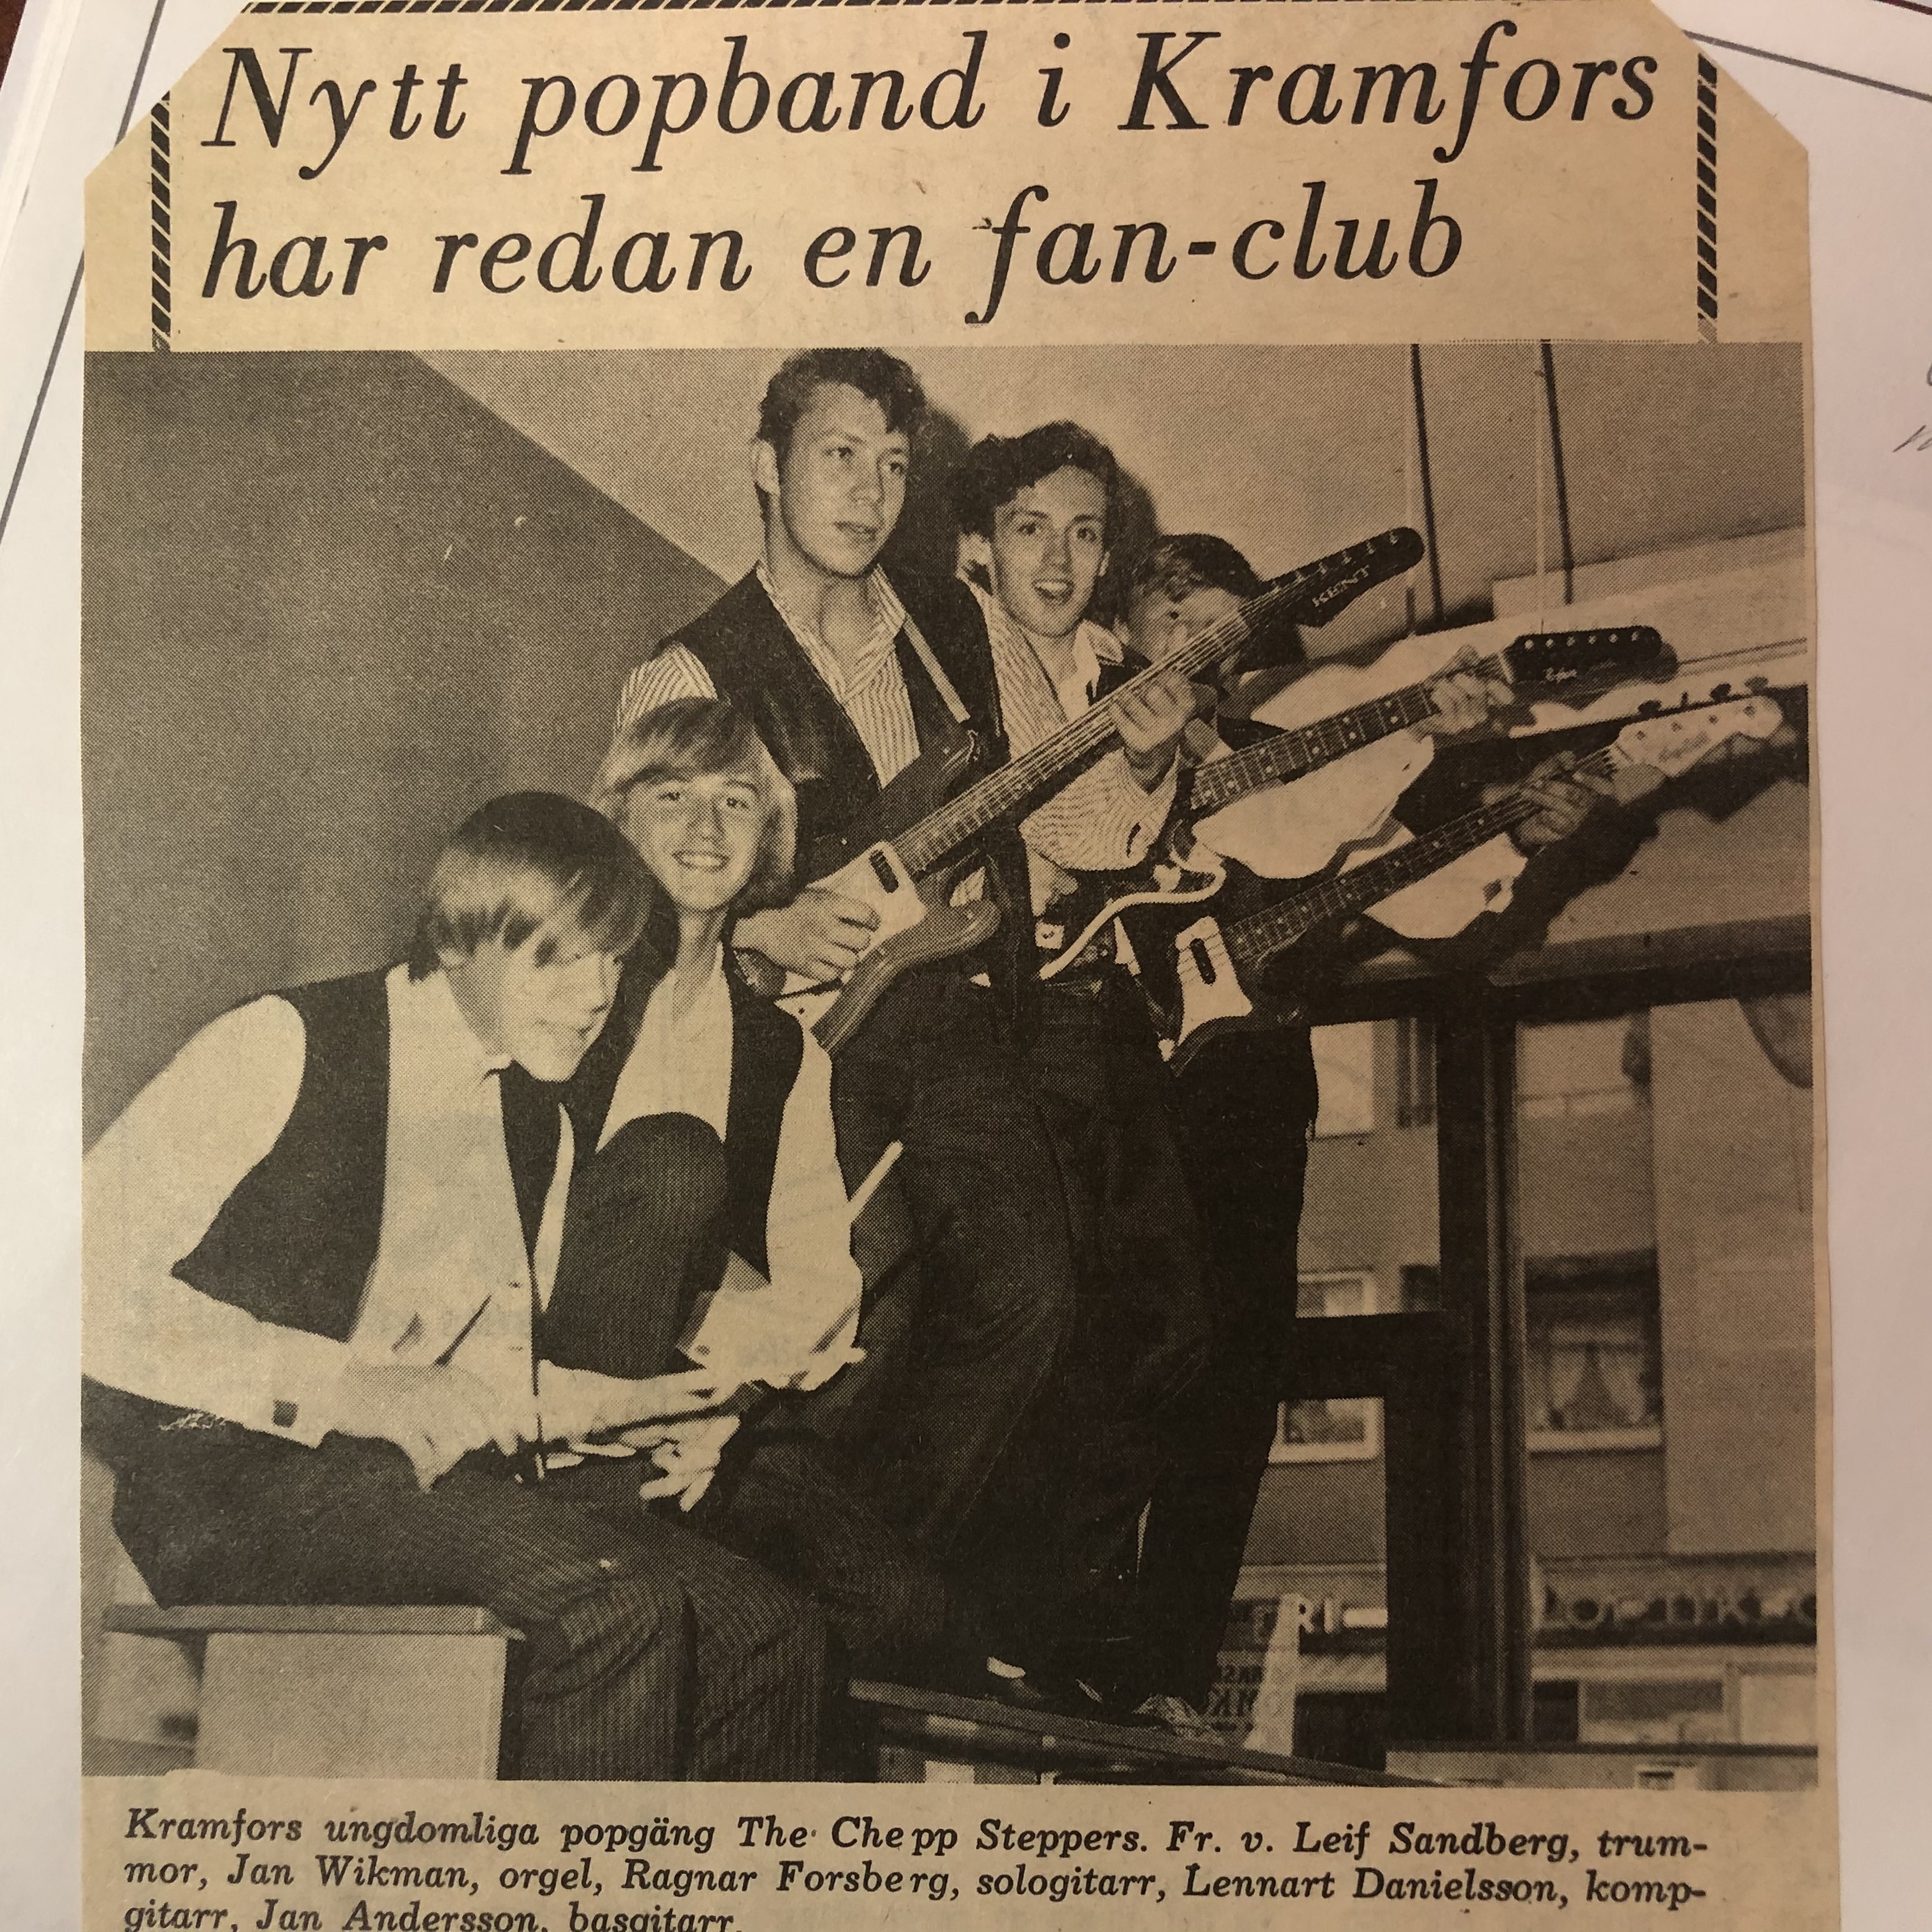 Nytt popband i Kramfors
har redan en fan-club
KENT
OPTIK
Kramfors ungdomliga popgäng The Chepp Steppers. Fr. v. Leif Sandberg, trum-
mor, Jan Wikman, orgel, Ragnar Forsberg, sologitarr, Lennart Danielsson, komp-
gitarr, Jan Andersson, basgitarr.